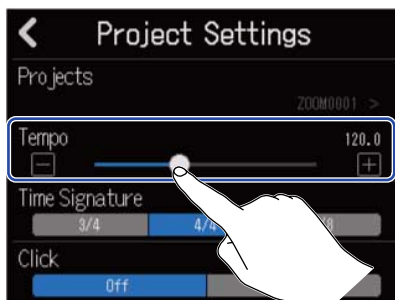 Project Settings
Projects
ZOOM0001 >
Tempo
120.0
Time Signature
3/4 4/4
Click
Off